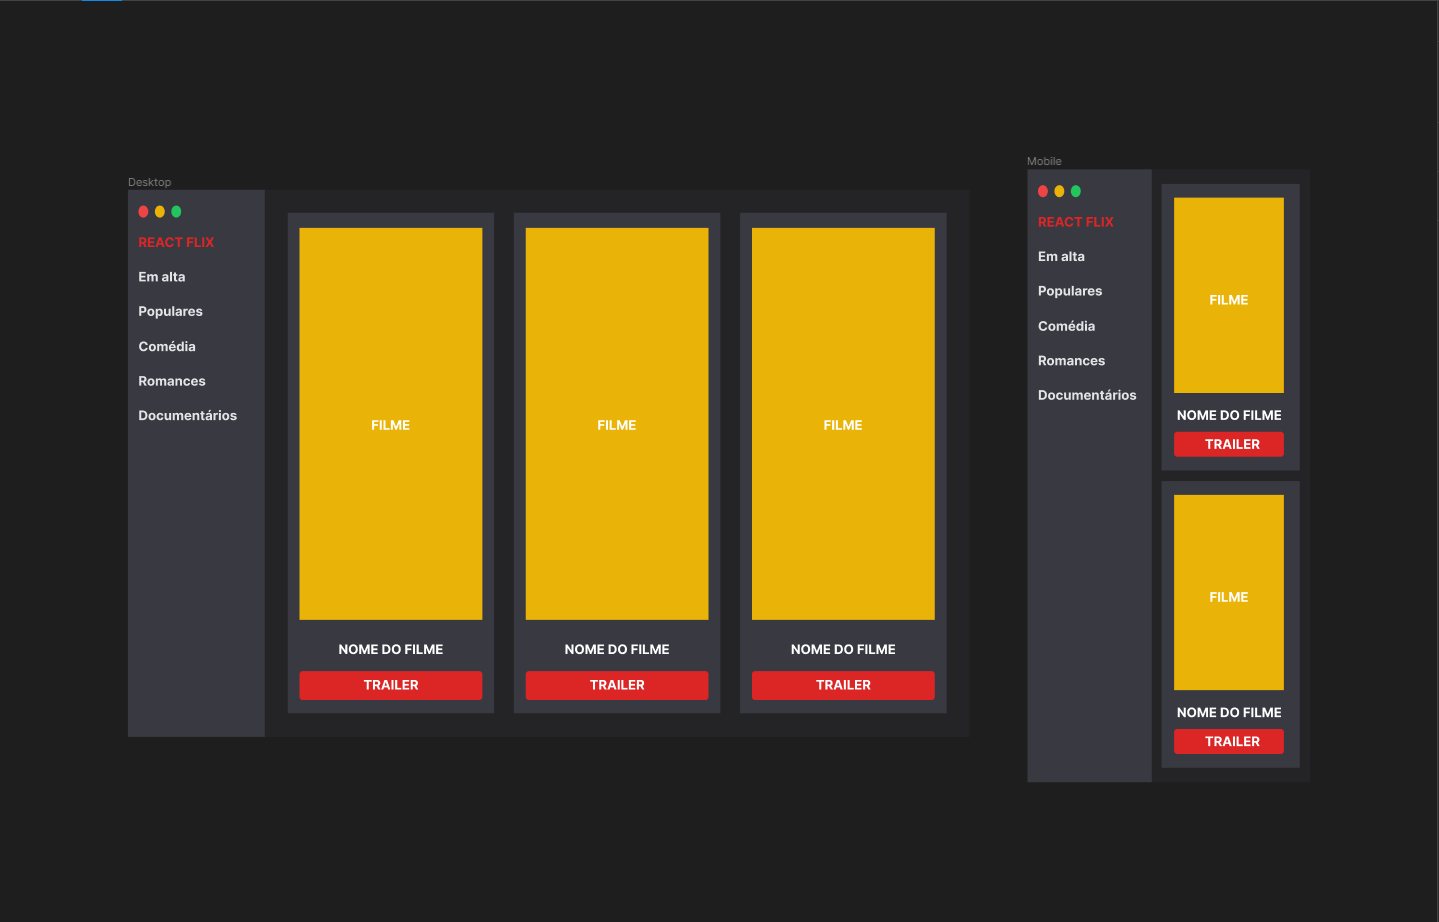 Desktop
REACT FLIX
Em alta
Populares
Comédia
Romances
Documentários
FILME
NOME DO FILME
TRAILER
FILME
NOME DO FILME
TRAILER
FILME
NOME DO FILME
TRAILER
Mobile
REACT FLIX
Em alta
Populares
Comédia
Romances
Documentários
FILME
NOME DO FILME
TRAILER
FILME
NOME DO FILME
TRAILER